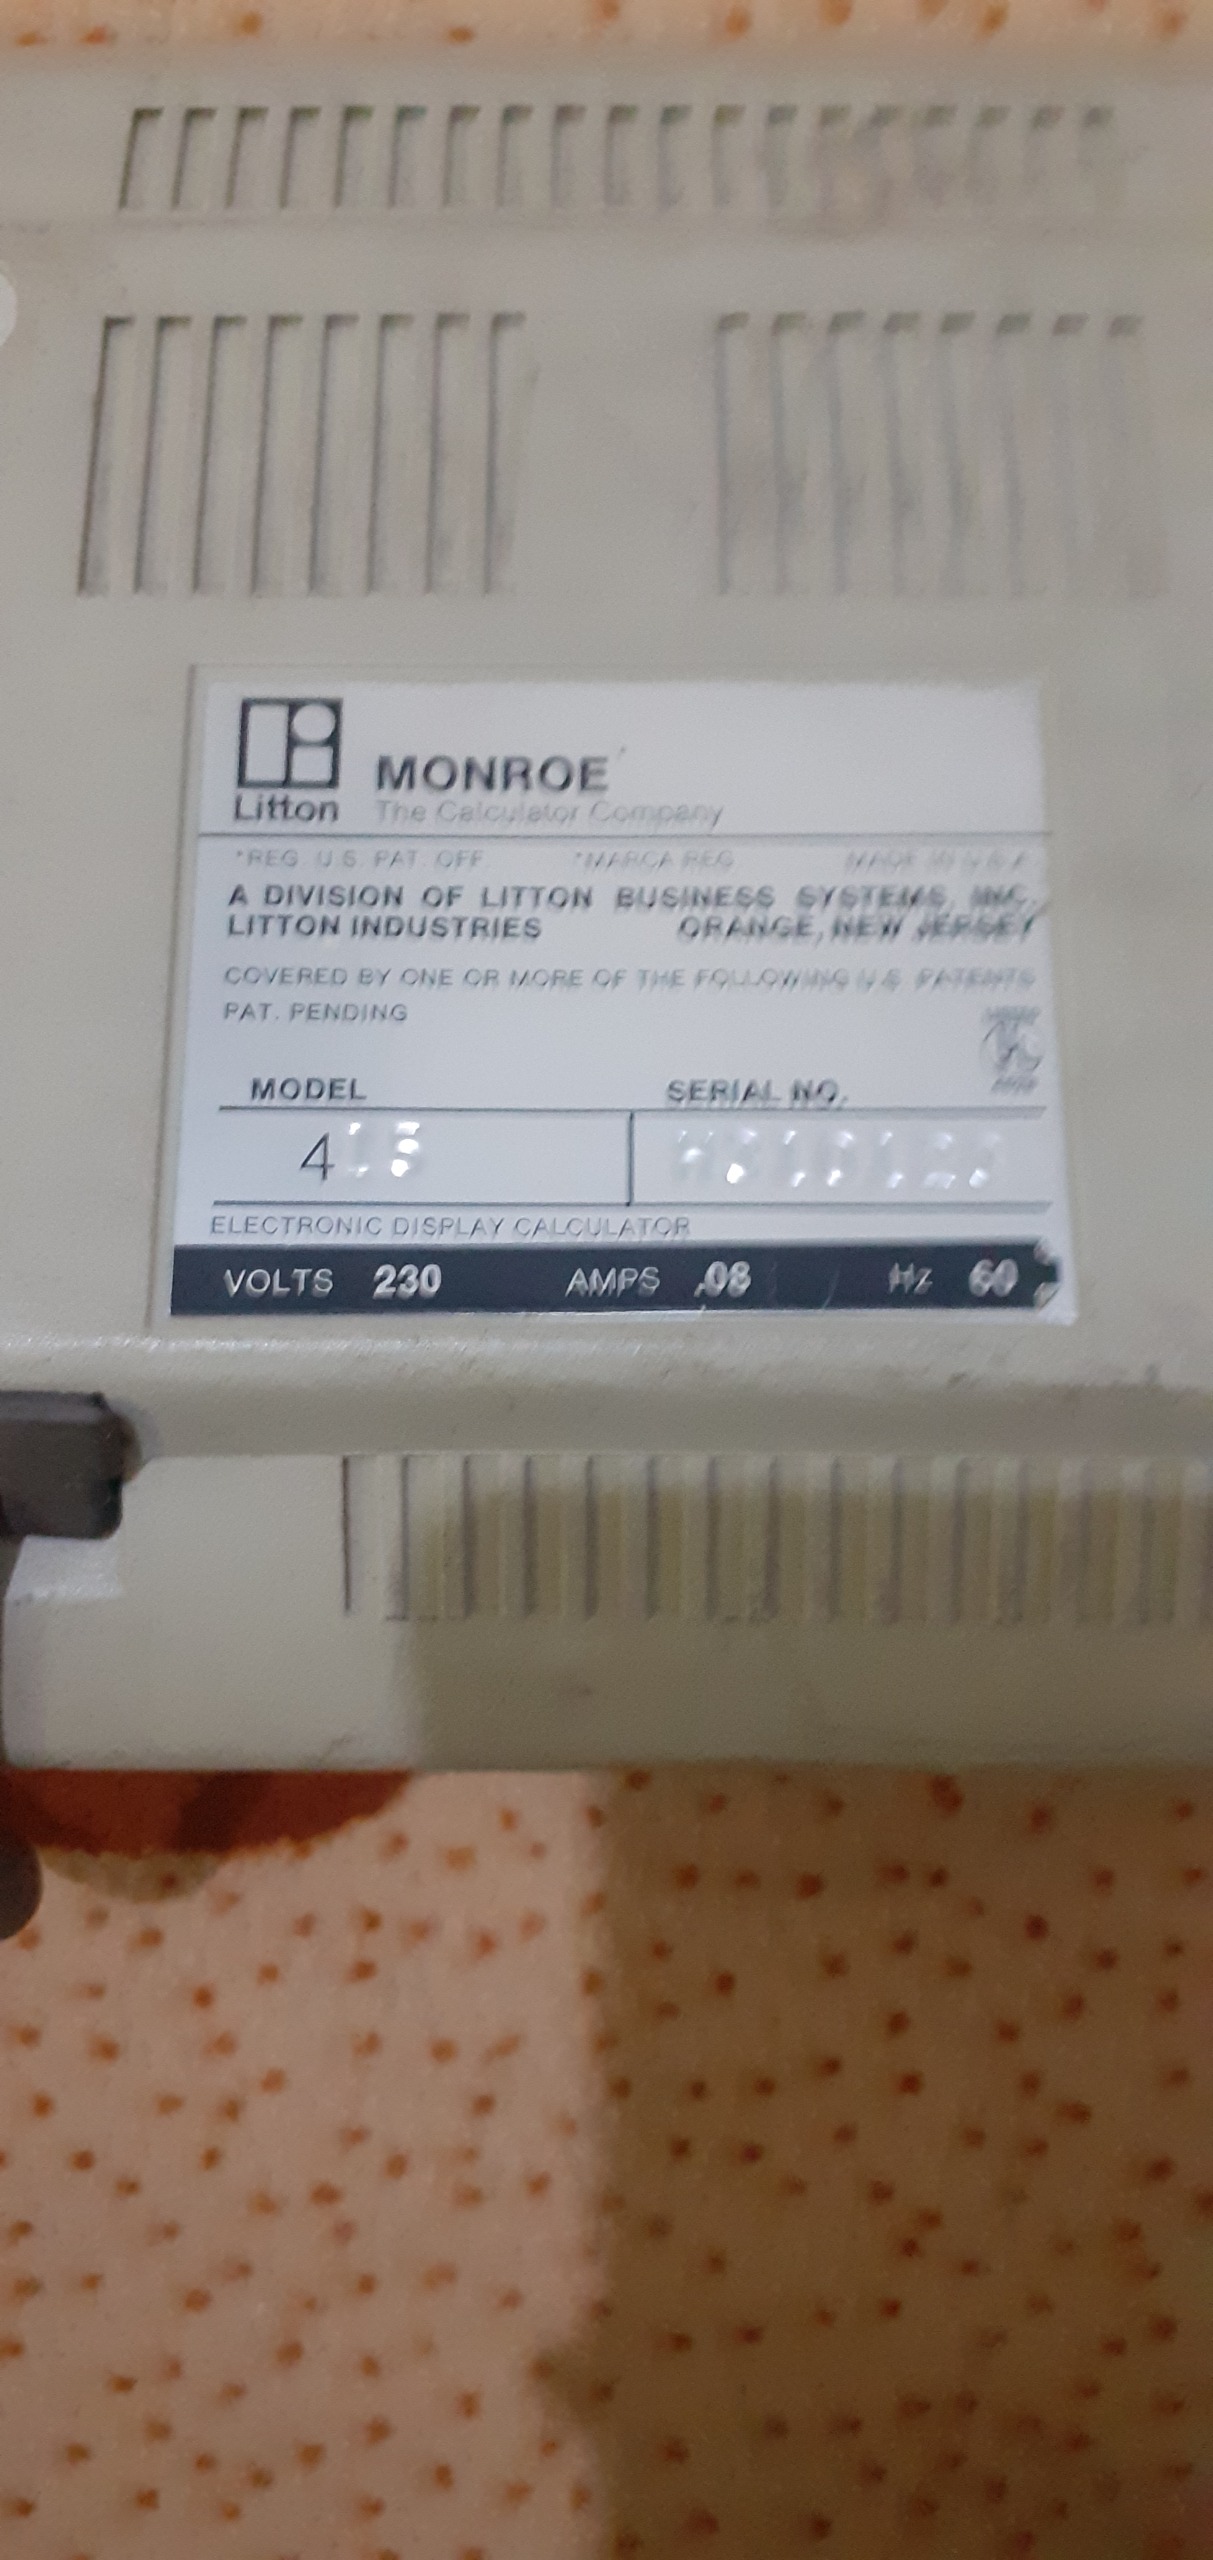 MONROE
Litton The Calculator Company
*REG. U.S. PAT. OFF. *MARCA REG. MADE IN U.S.A.
A DIVISION OF LITTON BUSINESS SYSTEMS, INC.
LITTON INDUSTRIES ORANGE, NEW JERSEY
COVERED BY ONE OR MORE OF THE FOLLOWING U.S. PATENTS
PAT. PENDING
MODEL SERIAL NO.
ELECTRONIC DISPLAY CALCULATOR
VOLTS 230 AMPS .08 Hz 60